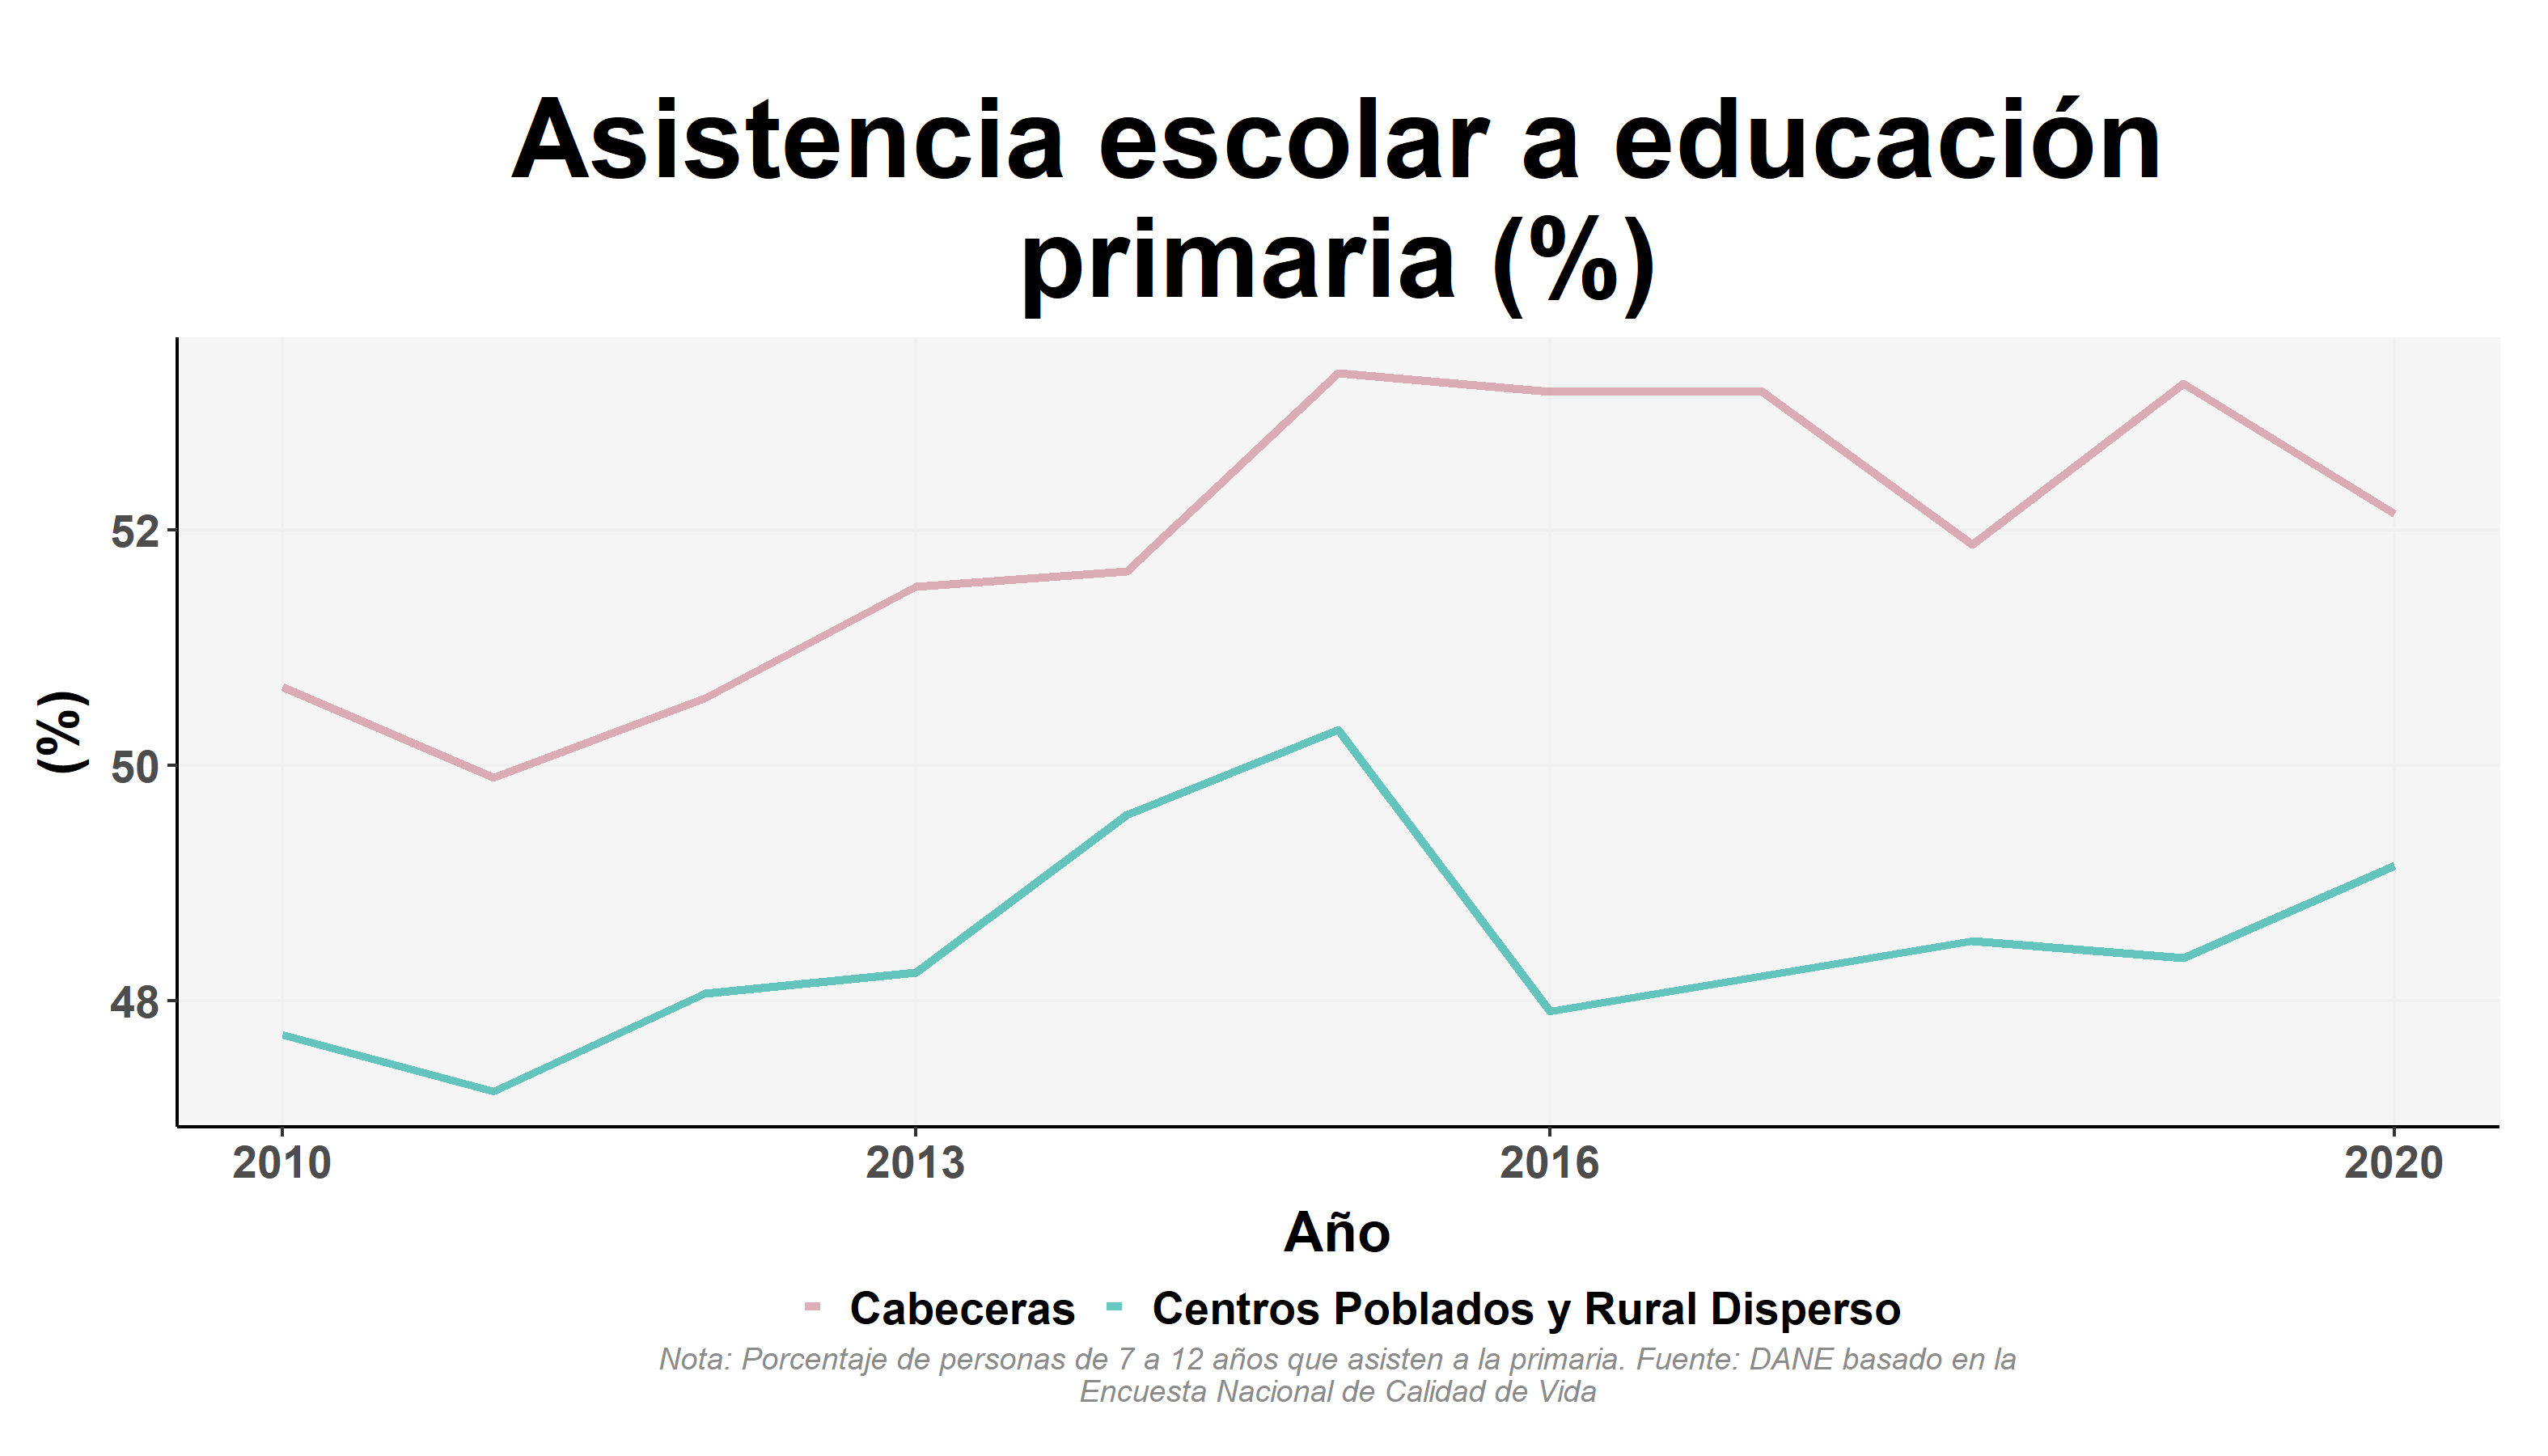 Asistencia escolar a educación
primaria (%)
(%)
52
50
48
2010 2013 2016 2020
Año
Cabeceras Centros Poblados y Rural Disperso
Nota: Porcentaje de personas de 7 a 12 años que asisten a la primaria. Fuente: DANE basado en la
Encuesta Nacional de Calidad de Vida